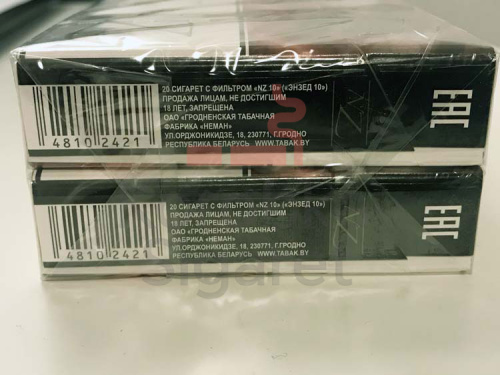 20 СИГАРЕТ С ФИЛЬТРОМ «NZ 10» («ЭНЗЕД 10»)
ПРОДАЖА ЛИЦАМ, НЕ ДОСТИГШИМ
18 ЛЕТ, ЗАПРЕЩЕНА
ОАО «ГРОДНЕНСКАЯ ТАБАЧНАЯ
ФАБРИКА «НЕМАН»
УЛ.ОРДЖОНИКИДЗЕ, 18, 230771, Г.ГРОДНО
РЕСПУБЛИКА БЕЛАРУСЬ WWW.TABAK.BY
4810 2421
EAC
20 СИГАРЕТ С ФИЛЬТРОМ «NZ 10» («ЭНЗЕД 10»)
ПРОДАЖА ЛИЦАМ, НЕ ДОСТИГШИМ
18 ЛЕТ, ЗАПРЕЩЕНА
ОАО «ГРОДНЕНСКАЯ ТАБАЧНАЯ
ФАБРИКА «НЕМАН»
УЛ.ОРДЖОНИКИДЗЕ, 18, 230771, Г.ГРОДНО
РЕСПУБЛИКА БЕЛАРУСЬ WWW.TABAK.BY
4810 2421
EAC
Sigaret